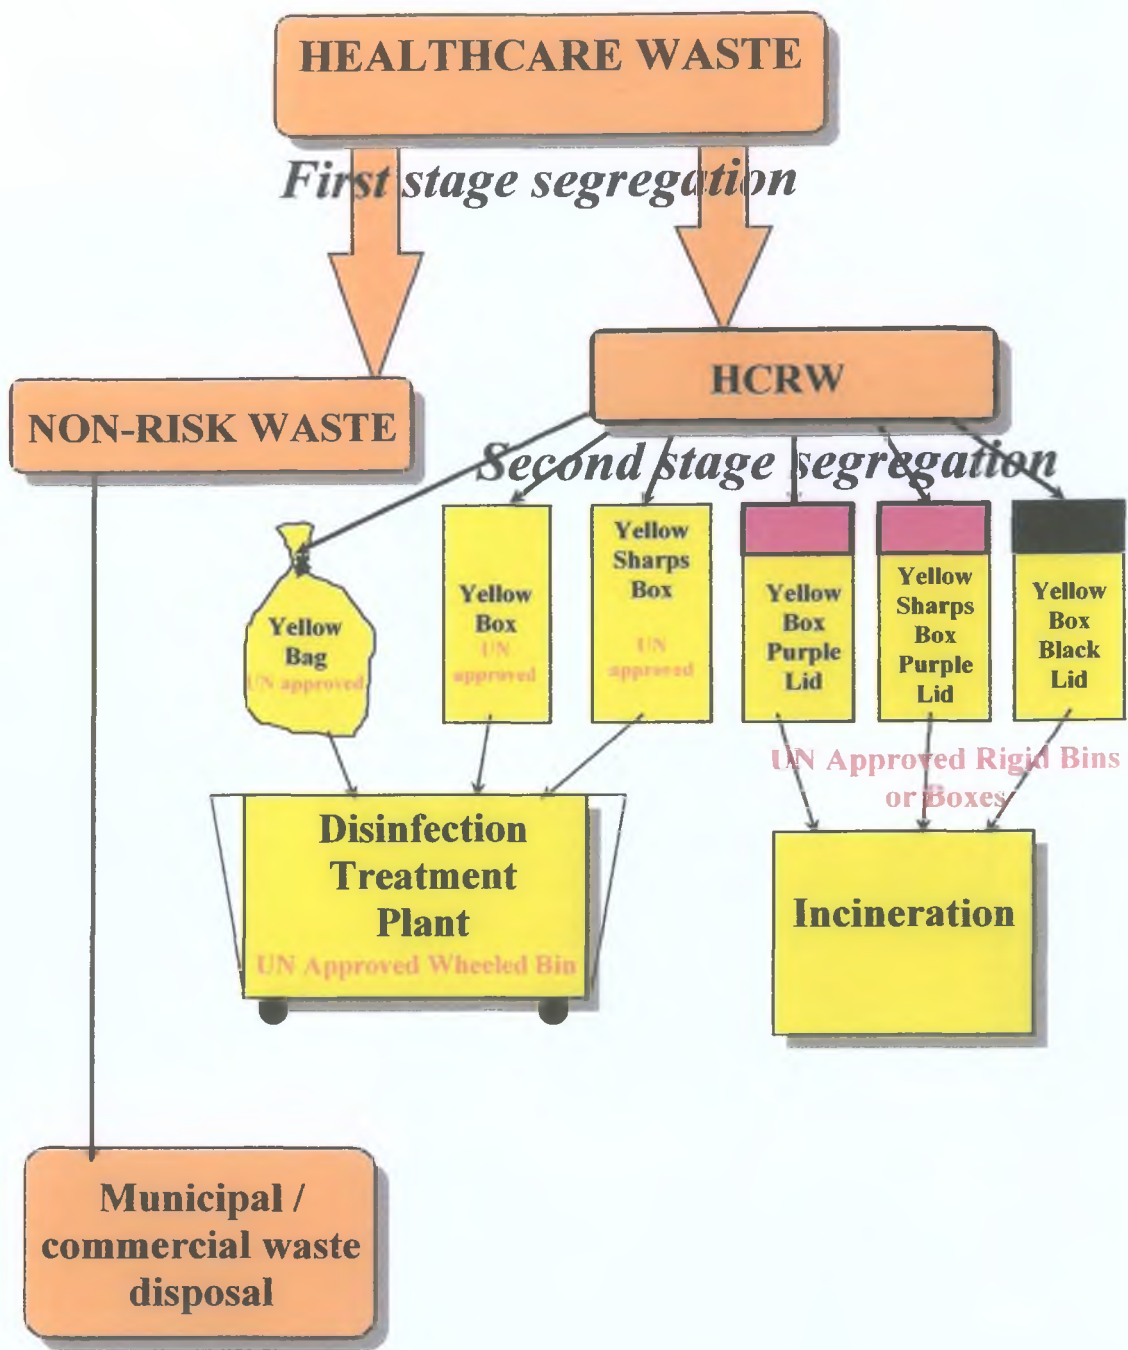 HEALTHCARE WASTE
First stage segregation
HCRW
NON-RISK WASTE
Second stage segregation
Yellow
Bag
UN approved
Yellow
Box
UN
approved
Yellow
Sharps
Box
UN
approved
Yellow
Box
Purple
Lid
Yellow
Sharps
Box
Purple
Lid
Yellow
Box
Black
Lid
UN Approved Rigid Bins
or Boxes
Disinfection
Treatment
Plant
UN Approved Wheeled Bin
Incineration
Municipal /
commercial waste
disposal